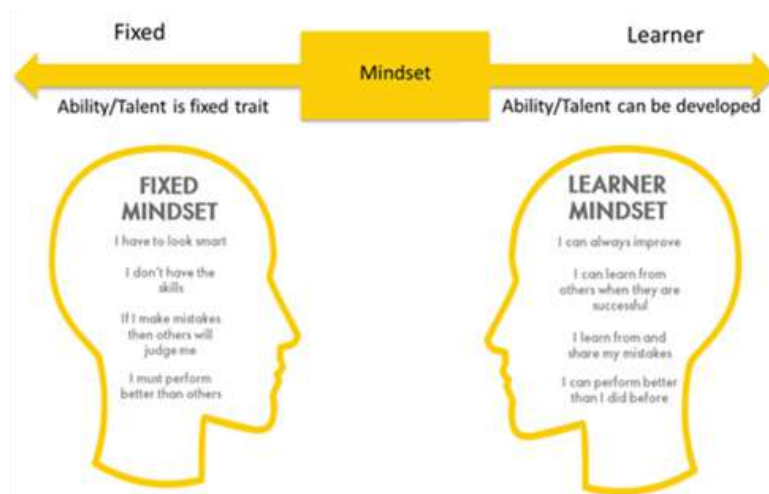 Fixed
Learner
Mindset
Ability/Talent is fixed trait
Ability/Talent can be developed
FIXED
MINDSET
I have to look smart
I don't have the
skills
If I make mistakes
then others will
judge me
I must perform
better than others
LEARNER
MINDSET
I can always improve
I can learn from
others when they are
successful
I learn from and
share my mistakes
I can perform better
than I did before